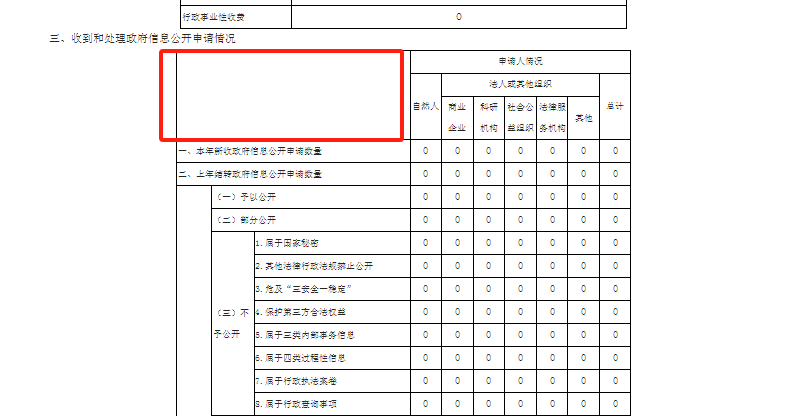 行政事业性收费 0
三、收到和处理政府信息公开申请情况
申请人情况
法人或其他组织
自然人 商业企业 科研机构 社会公益组织 法律服务机构 其他 总计
一、本年新收政府信息公开申请数量 0 0 0 0 0 0 0
二、上年结转政府信息公开申请数量 0 0 0 0 0 0 0
（一）予以公开 0 0 0 0 0 0 0
（二）部分公开 0 0 0 0 0 0 0
（三）不予公开
1.属于国家秘密 0 0 0 0 0 0 0
2.其他法律行政法规禁止公开 0 0 0 0 0 0 0
3.危及“三安全一稳定” 0 0 0 0 0 0 0
4.保护第三方合法权益 0 0 0 0 0 0 0
5.属于三类内部事务信息 0 0 0 0 0 0 0
6.属于四类过程性信息 0 0 0 0 0 0 0
7.属于行政执法案卷 0 0 0 0 0 0 0
8.属于行政查询事项 0 0 0 0 0 0 0